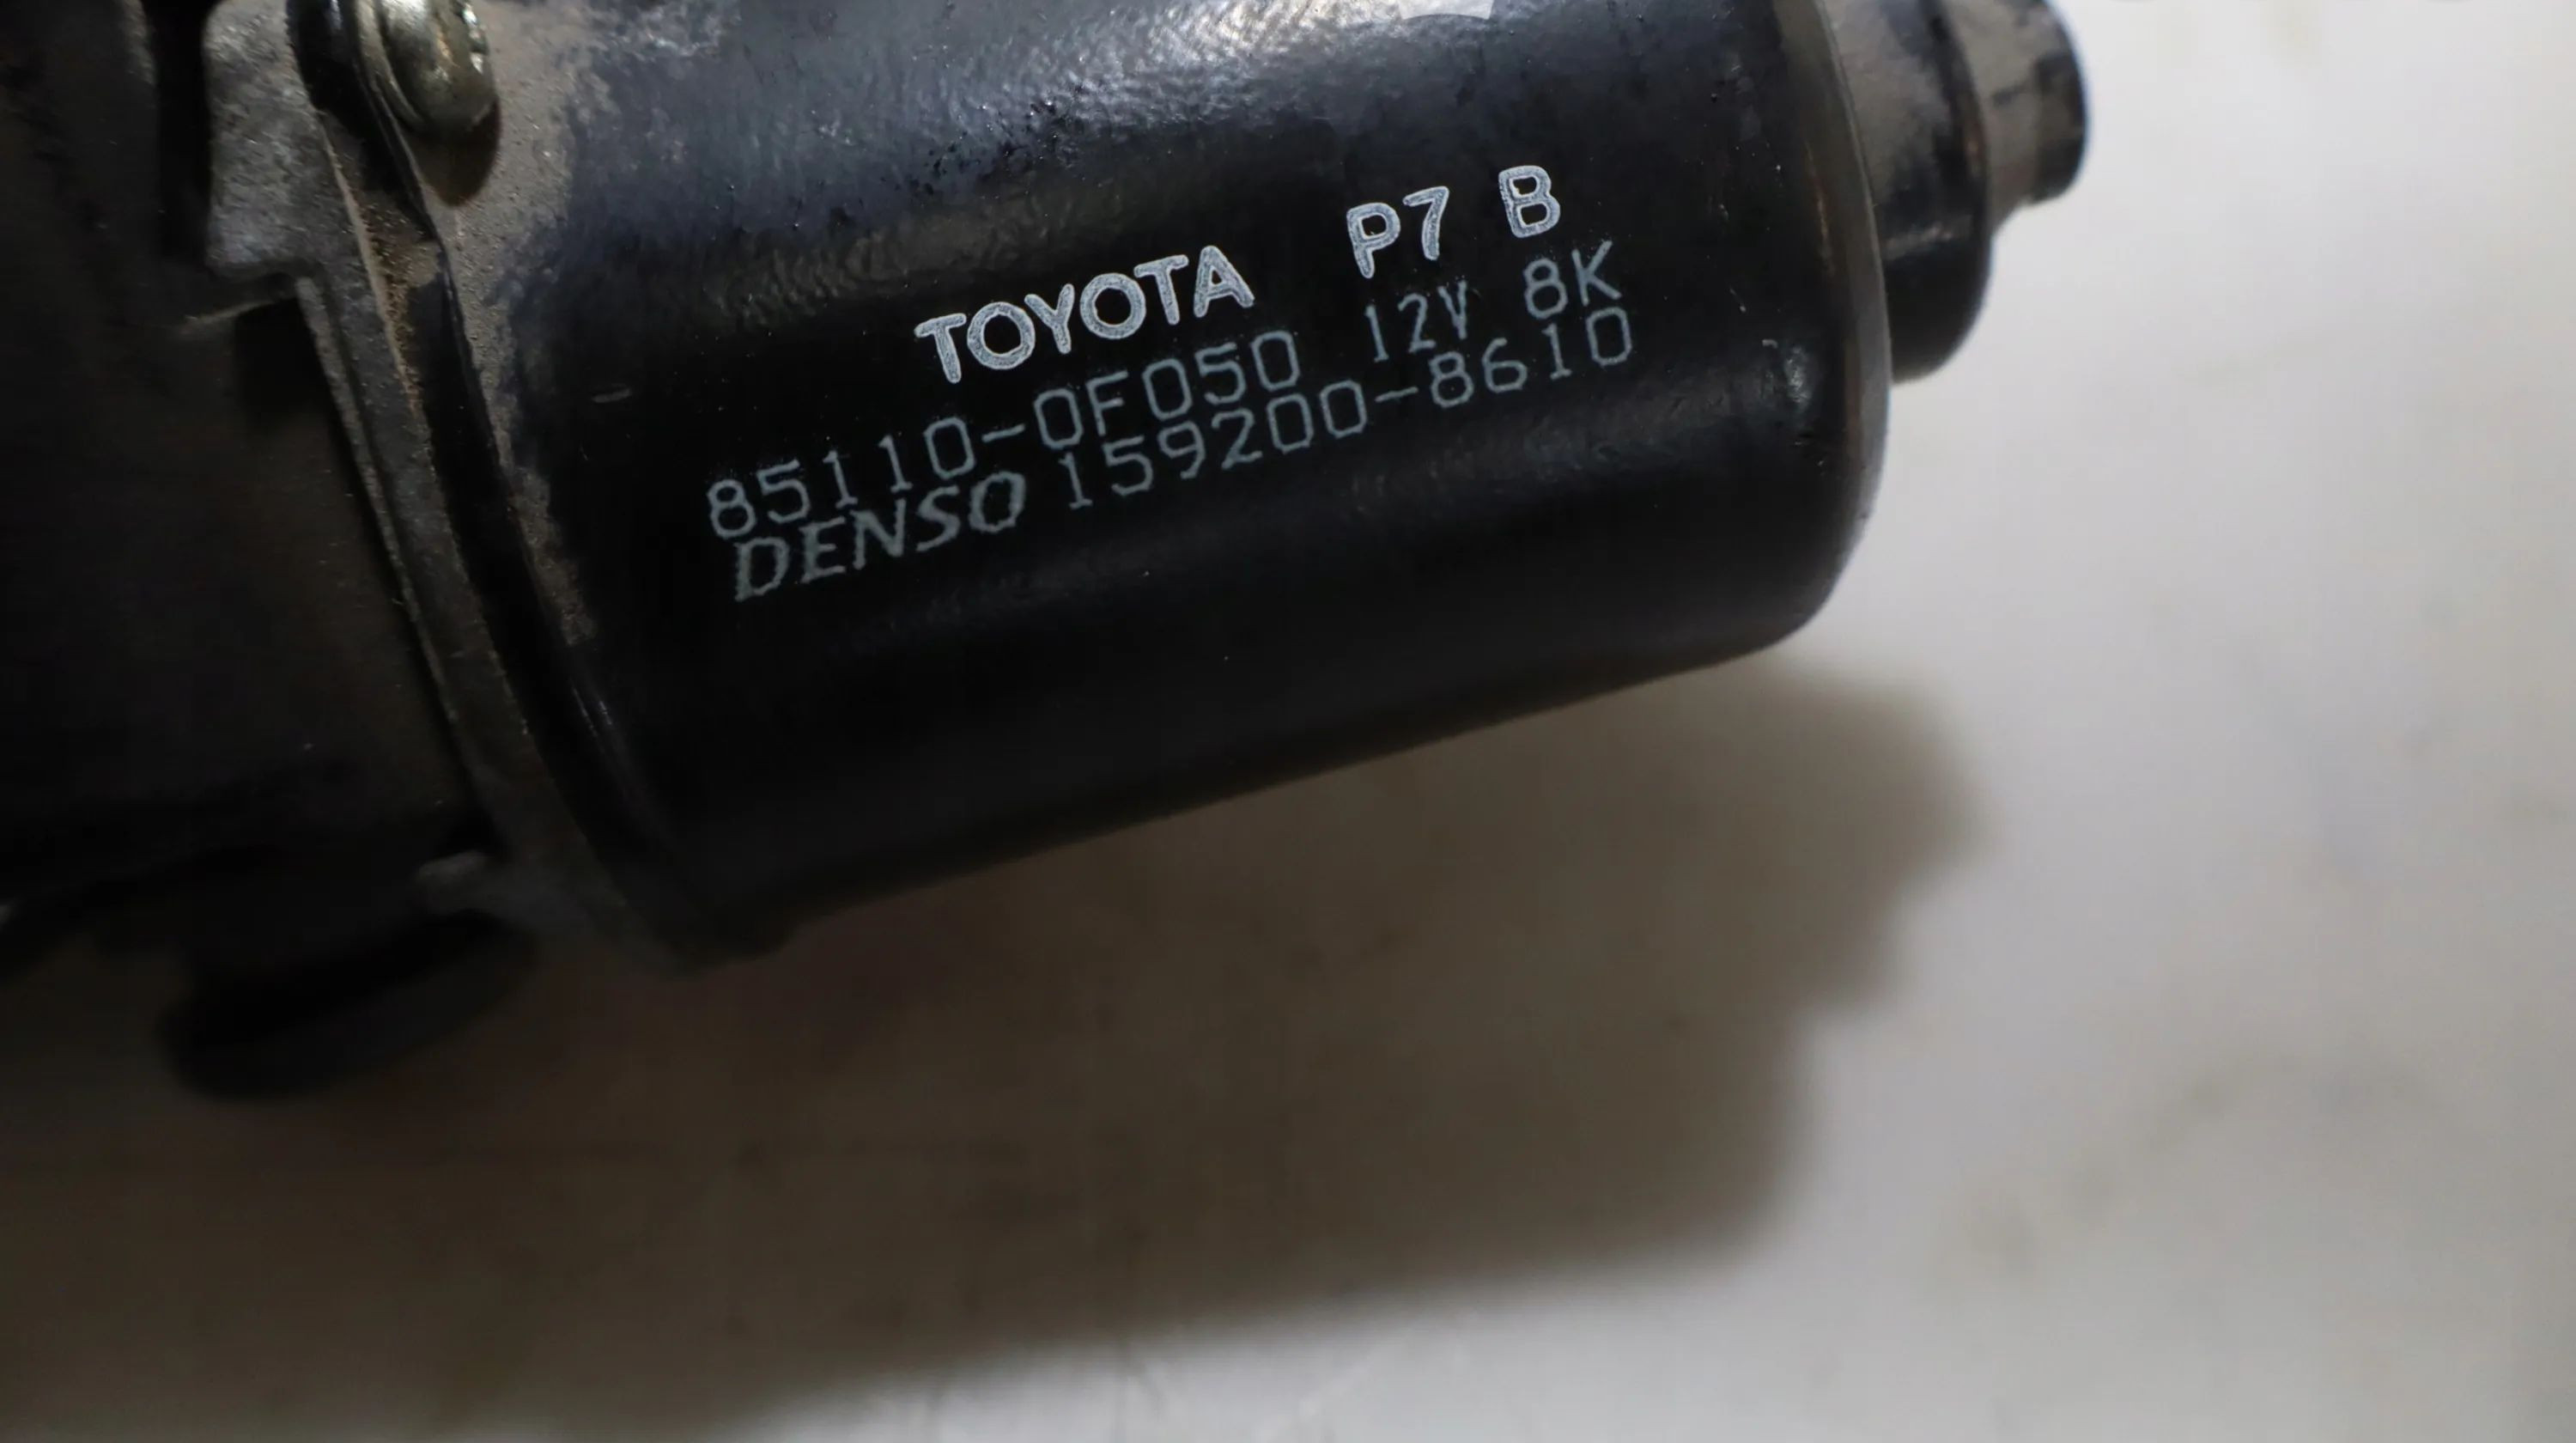 TOYOTA P7 B
85110-0F050 12V 8K
DENSO 159200-8610